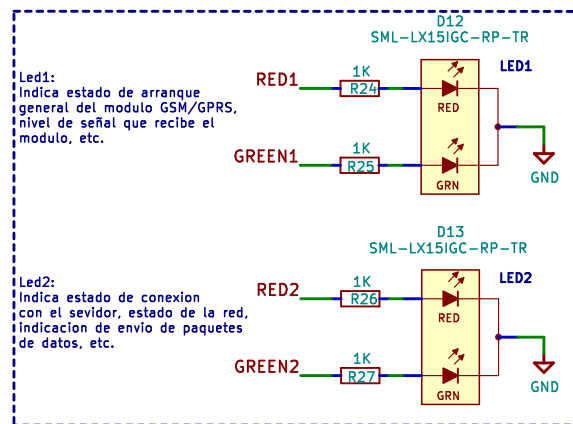 D12
SML-LX15IGC-RP-TR
Led1:
Indica estado de arranque
general del modulo GSM/GPRS,
nivel de señal que recibe el
modulo, etc.
RED1
1K
R24
LED1
RED
GREEN1
1K
R25
GRN
GND
D13
SML-LX15IGC-RP-TR
Led2:
Indica estado de conexion
con el sevidor, estado de la red,
indicacion de envio de paquetes
de datos, etc.
RED2
1K
R26
LED2
RED
GREEN2
1K
R27
GRN
GND